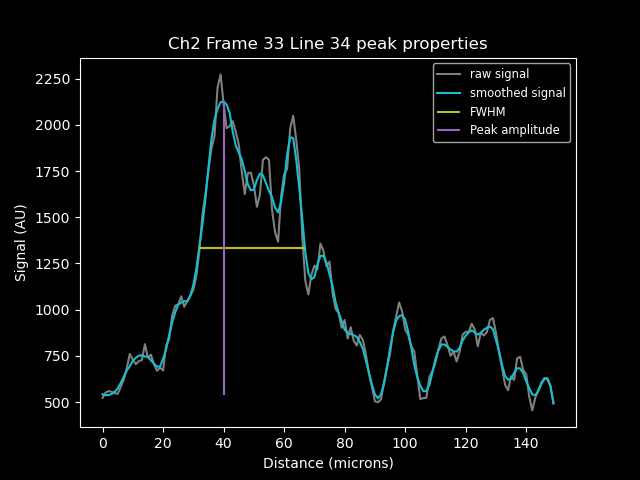 Ch2 Frame 33 Line 34 peak properties
raw signal
smoothed signal
FWHM
Peak amplitude
Signal (AU)
2250
2000
1750
1500
1250
1000
750
500
0 20 40 60 80 100 120 140
Distance (microns)